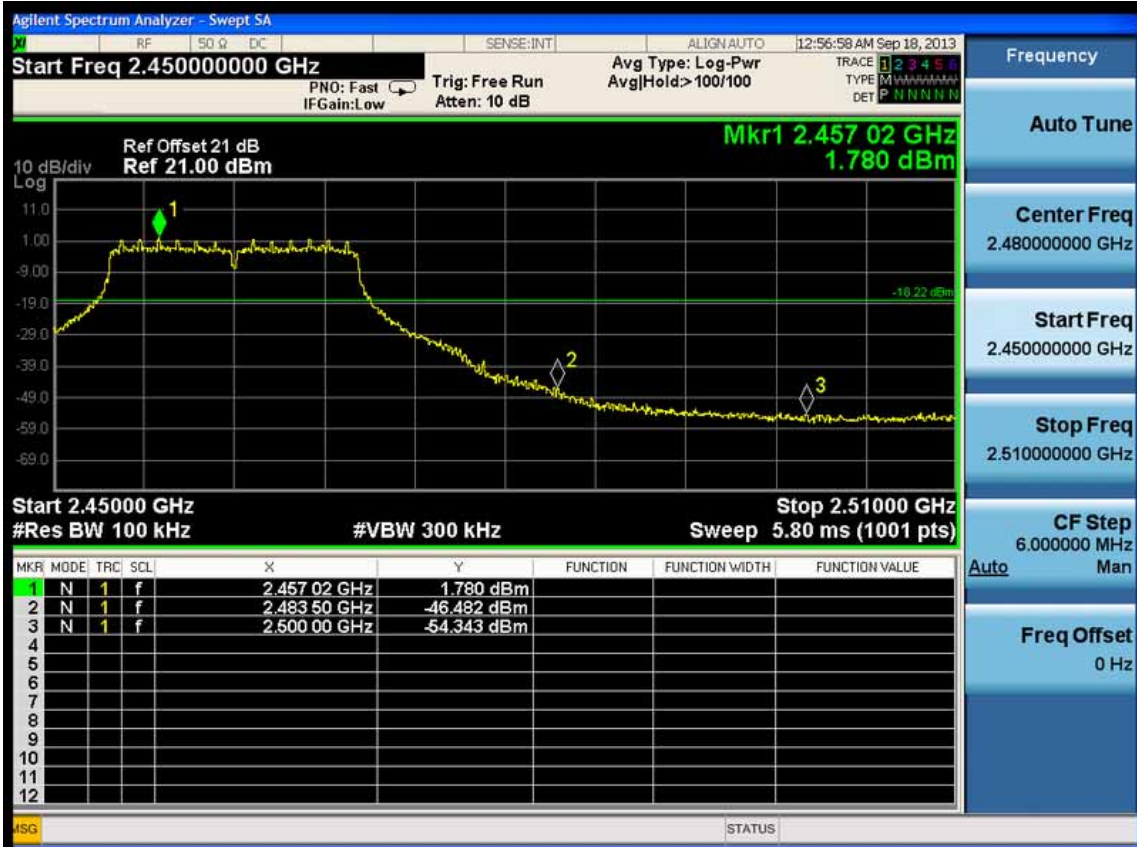 Agilent Spectrum Analyzer - Swept SA
RF 50 Ω DC SENSE:INT ALIGN AUTO 12:56:58 AM Sep 18, 2013
Start Freq 2.450000000 GHz
PNO: Fast
IFGain:Low
Trig: Free Run
Atten: 10 dB
Avg Type: Log-Pwr
Avg|Hold:>100/100
TRACE 1 2 3 4 5 6
TYPE M
DET P N N N N N
Mkr1 2.457 02 GHz
1.780 dBm
Ref Offset 21 dB
10 dB/div Ref 21.00 dBm
Log
11.0
1.00
-9.00
-19.0
-29.0
-39.0
-49.0
-59.0
-69.0
1
-18.22 dBm
2
3
Start 2.45000 GHz Stop 2.51000 GHz
#Res BW 100 kHz #VBW 300 kHz Sweep 5.80 ms (1001 pts)
MKR MODE TRC SCL X Y FUNCTION FUNCTION WIDTH FUNCTION VALUE
1 N 1 f 2.457 02 GHz 1.780 dBm
2 N 1 f 2.483 50 GHz -46.482 dBm
3 N 1 f 2.500 00 GHz -54.343 dBm
4
5
6
7
8
9
10
11
12
MSG STATUS
Frequency
Auto Tune
Center Freq
2.480000000 GHz
Start Freq
2.450000000 GHz
Stop Freq
2.510000000 GHz
CF Step
6.000000 MHz
Auto Man
Freq Offset
0 Hz